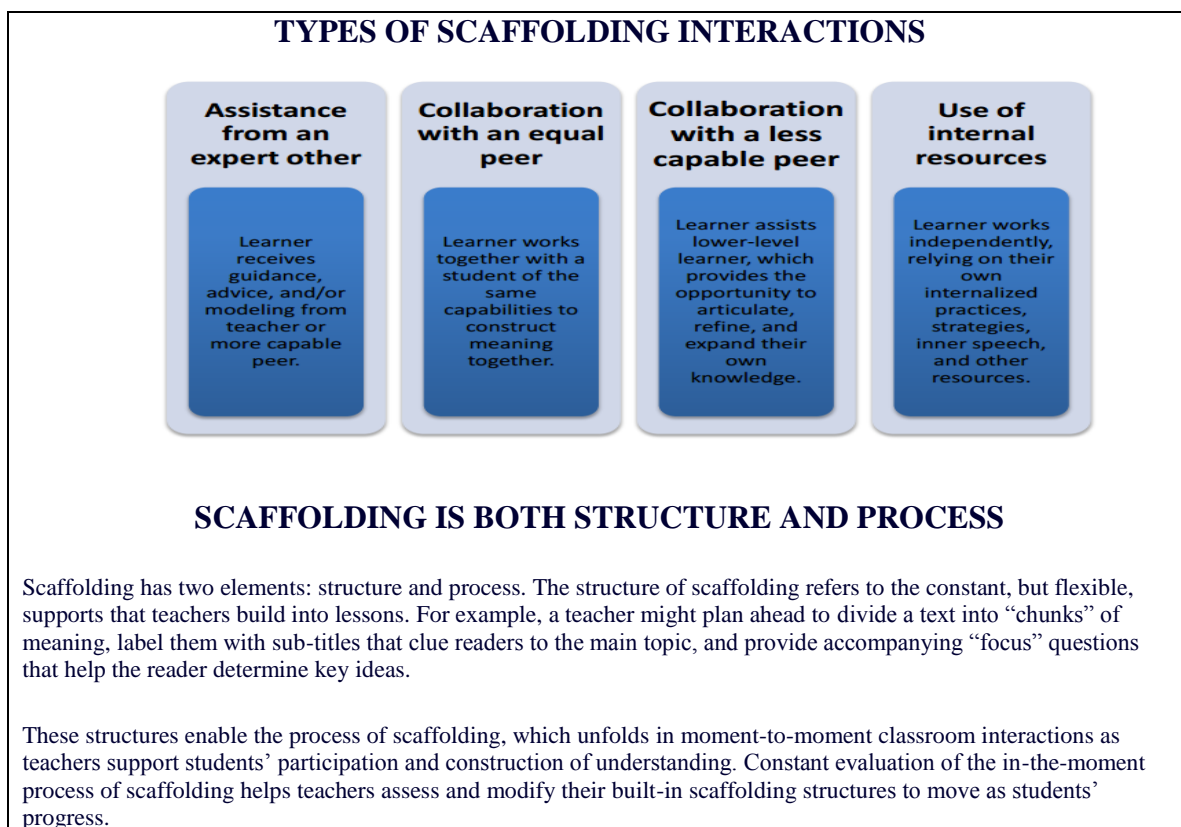 TYPES OF SCAFFOLDING INTERACTIONS
Assistance
from an
expert other
Learner
receives
guidance,
advice, and/or
modeling from
teacher or
more capable
peer.
Collaboration
with an equal
peer
Learner works
together with a
student of the
same
capabilities to
construct
meaning
together.
Collaboration
with a less
capable peer
Learner assists
lower-level
learner, which
provides the
opportunity to
articulate,
refine, and
expand their
own
knowledge.
Use of
internal
resources
Learner works
independently,
relying on their
own
internalized
practices,
strategies,
inner speech,
and other
resources.
SCAFFOLDING IS BOTH STRUCTURE AND PROCESS
Scaffolding has two elements: structure and process. The structure of scaffolding refers to the constant, but flexible,
supports that teachers build into lessons. For example, a teacher might plan ahead to divide a text into “chunks” of
meaning, label them with sub-titles that clue readers to the main topic, and provide accompanying “focus” questions
that help the reader determine key ideas.
These structures enable the process of scaffolding, which unfolds in moment-to-moment classroom interactions as
teachers support students’ participation and construction of understanding. Constant evaluation of the in-the-moment
process of scaffolding helps teachers assess and modify their built-in scaffolding structures to move as students’
progress.